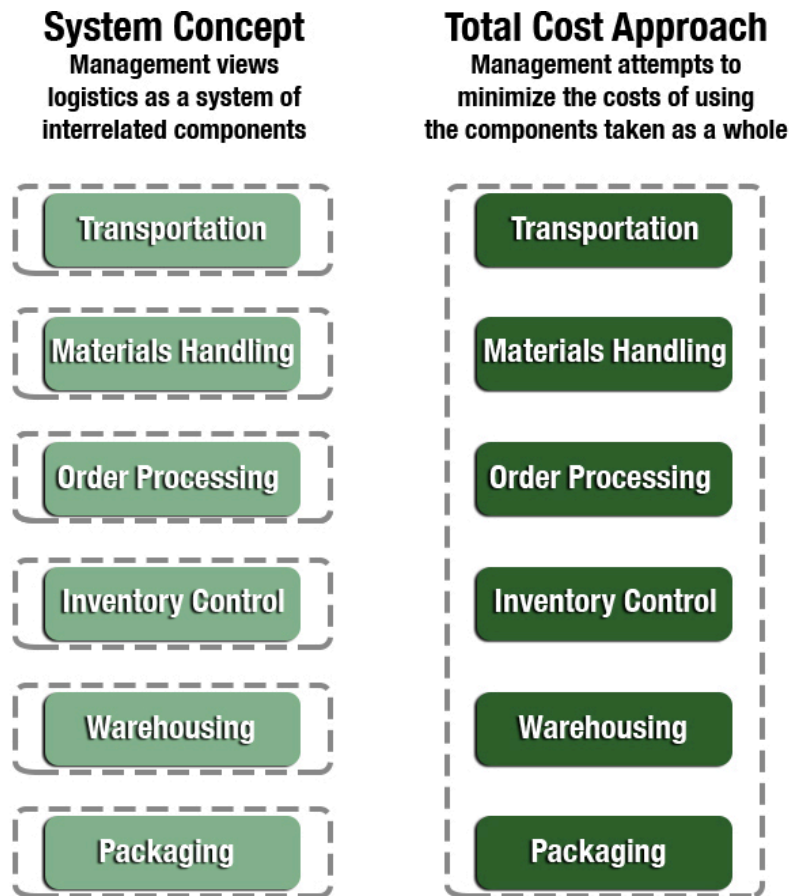 System Concept
Management views
logistics as a system of
interrelated components
Transportation
Materials Handling
Order Processing
Inventory Control
Warehousing
Packaging
Total Cost Approach
Management attempts to
minimize the costs of using
the components taken as a whole
Transportation
Materials Handling
Order Processing
Inventory Control
Warehousing
Packaging